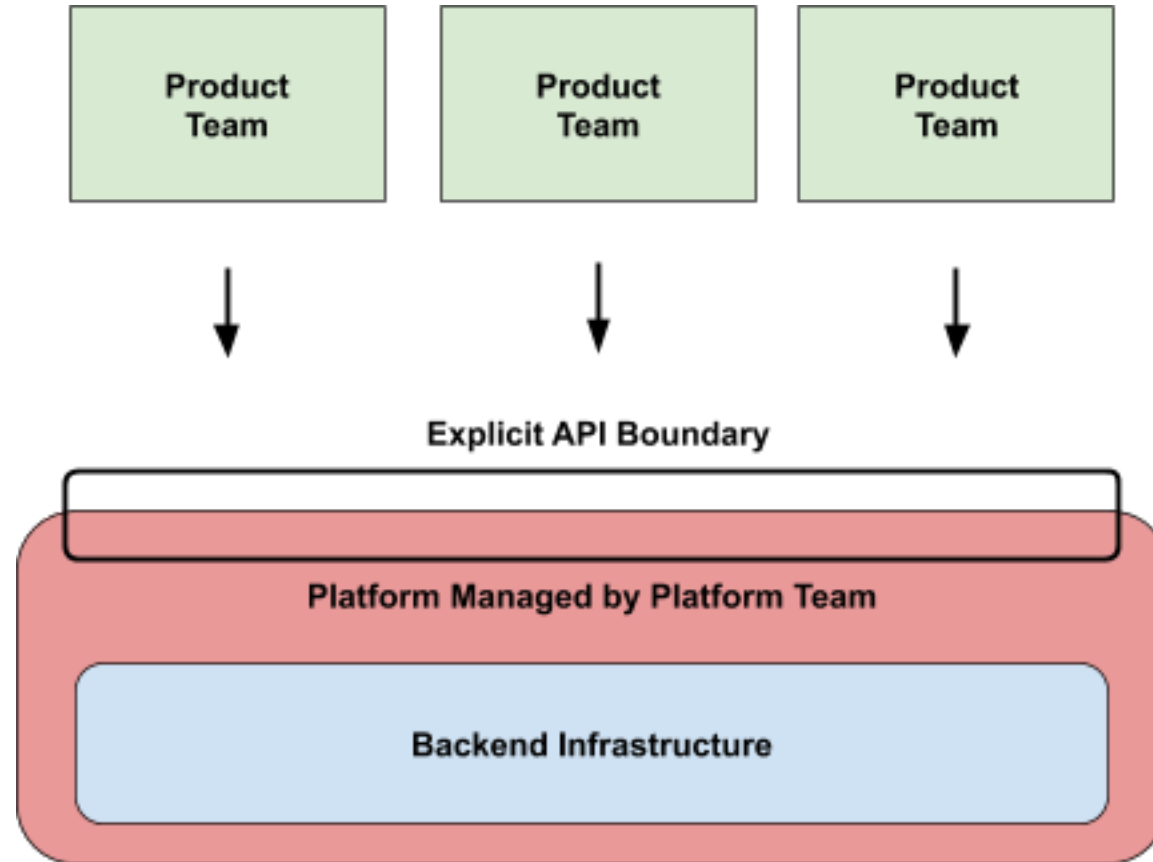 Product
Team
Product
Team
Product
Team
Explicit API Boundary
Platform Managed by Platform Team
Backend Infrastructure